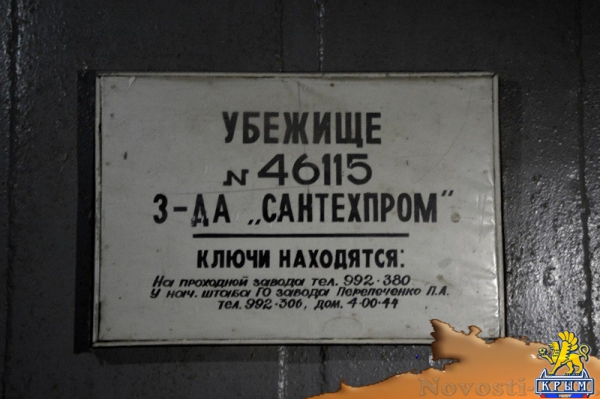 УБЕЖИЩЕ
N 46115
З-ДА „САНТЕХПРОМ"
КЛЮЧИ НАХОДЯТСЯ:
На проходной завода тел. 992-380
У нач. штаба ГО завода Перепеченко Л.А.
тел. 992-306, дом. 4-00-44
Novosti-
КРЫМ